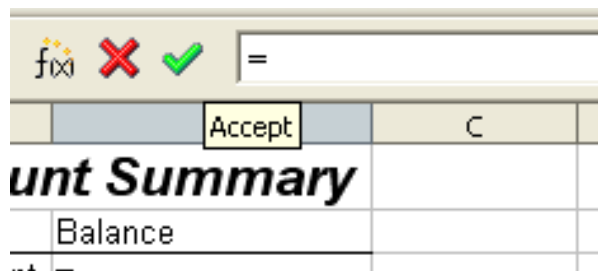 f(x) =
Accept
C
unt Summary
Balance
=